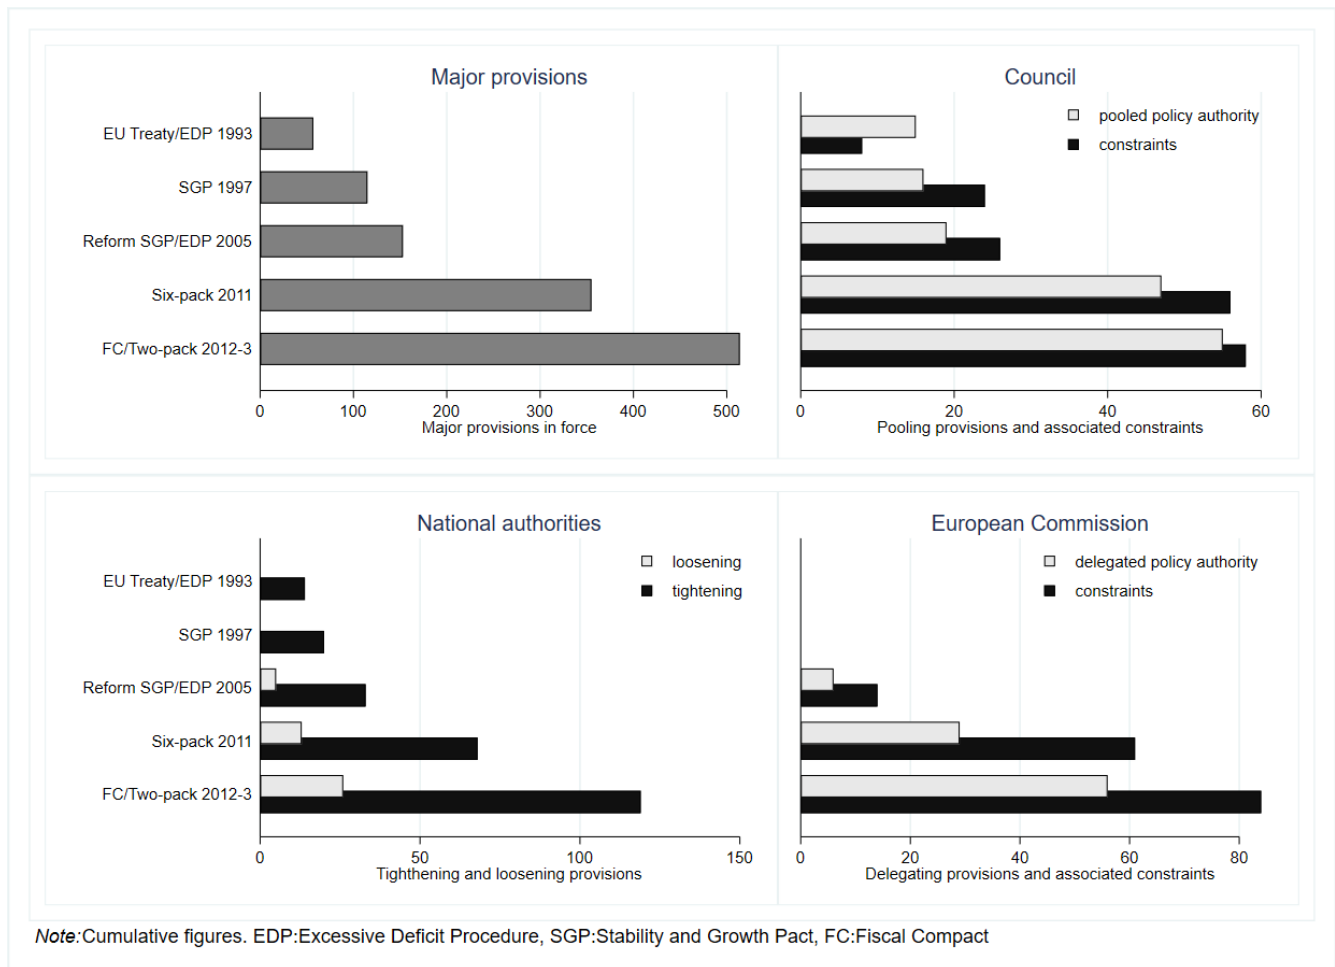 Major provisions
EU Treaty/EDP 1993
SGP 1997
Reform SGP/EDP 2005
Six-pack 2011
FC/Two-pack 2012-3
0 100 200 300 400 500
Major provisions in force
Council
pooled policy authority
constraints
0 20 40 60
Pooling provisions and associated constraints
National authorities
loosening
tightening
EU Treaty/EDP 1993
SGP 1997
Reform SGP/EDP 2005
Six-pack 2011
FC/Two-pack 2012-3
0 50 100 150
Tighthening and loosening provisions
European Commission
delegated policy authority
constraints
0 20 40 60 80
Delegating provisions and associated constraints
Note:Cumulative figures. EDP:Excessive Deficit Procedure, SGP:Stability and Growth Pact, FC:Fiscal Compact